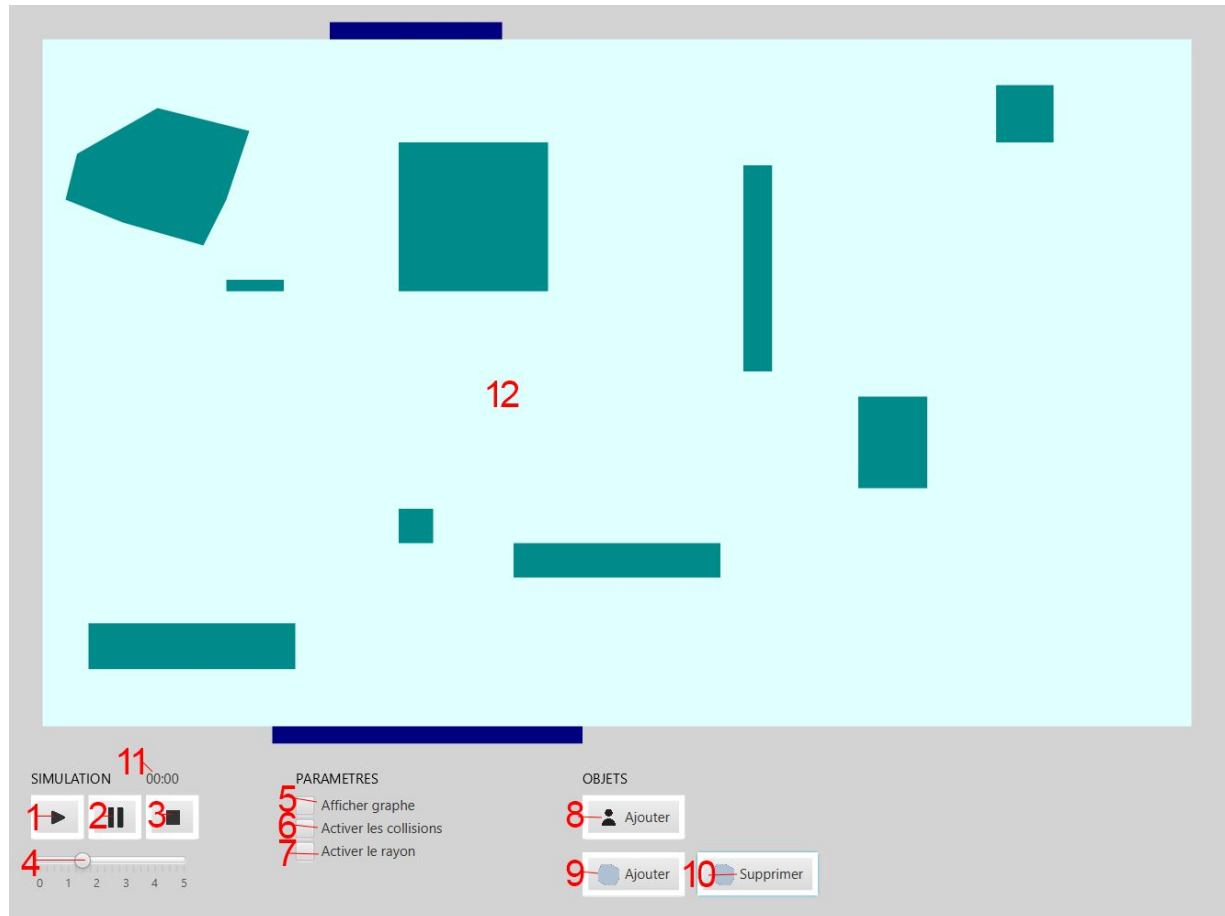 12
11
SIMULATION 00:00 PARAMETRES OBJETS
5 Afficher graphe
1 2 3 8 Ajouter
6 Activer les collisions
7 Activer le rayon
4
0 1 2 3 4 5
9 Ajouter 10 Supprimer